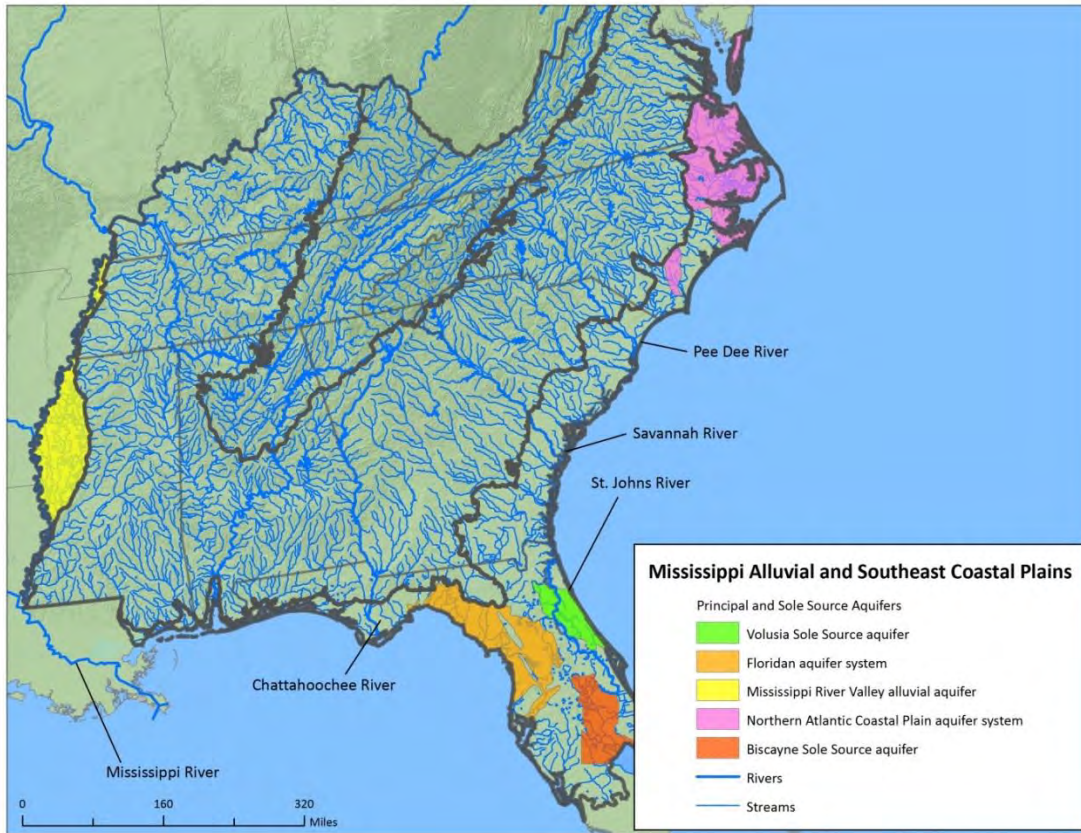 Pee Dee River
Savannah River
St. Johns River
Chattahoochee River
Mississippi River
0 160 320
Miles
Mississippi Alluvial and Southeast Coastal Plains
Principal and Sole Source Aquifers
Volusia Sole Source aquifer
Floridan aquifer system
Mississippi River Valley alluvial aquifer
Northern Atlantic Coastal Plain aquifer system
Biscayne Sole Source aquifer
Rivers
Streams